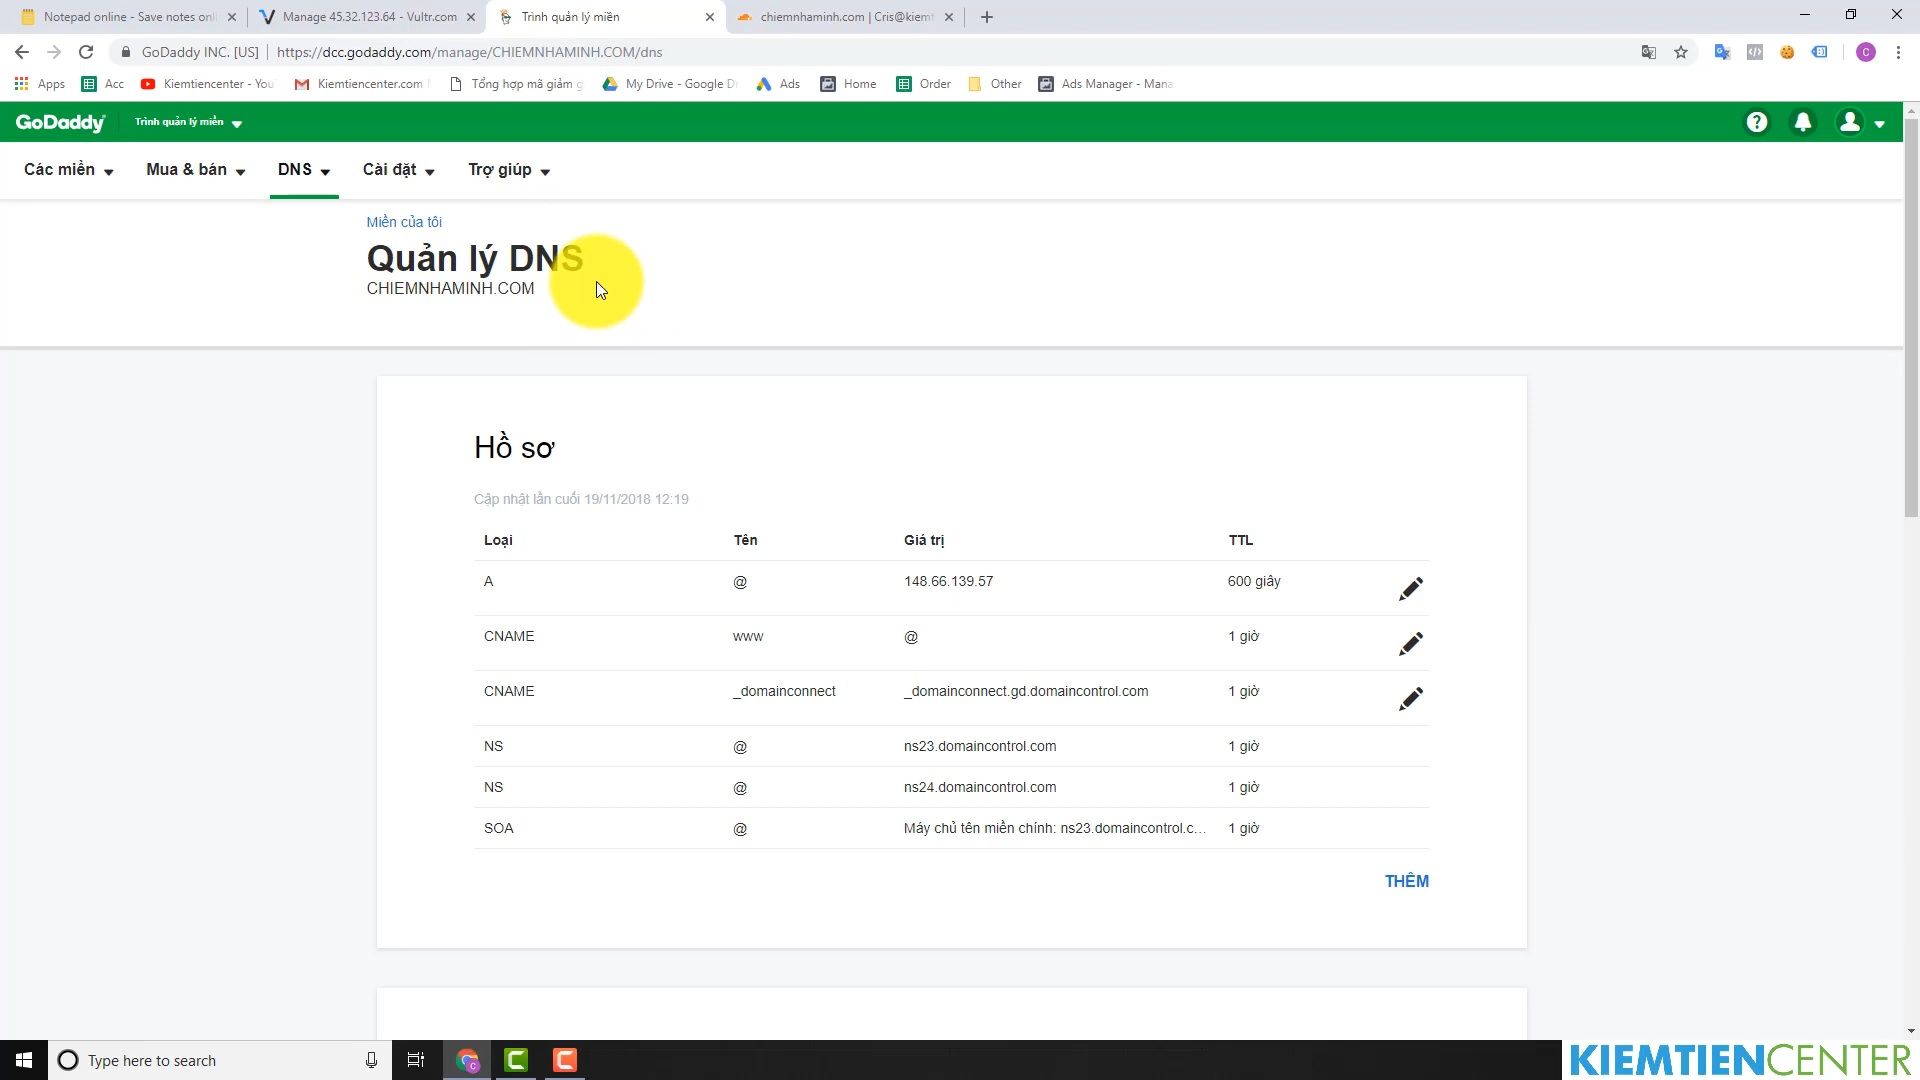 Notepad online - Save notes onl
Manage 45.32.123.64 - Vultr.com
Trình quản lý miền
chiemnhaminh.com | Cris@kiemt
GoDaddy INC. [US]
https://dcc.godaddy.com/manage/CHIEMNHAMINH.COM/dns
C
Apps
Acc
Kiemtiencenter - You
Kiemtiencenter.com
Tổng hợp mã giảm g
My Drive - Google Dr
Ads
Home
Order
Other
Ads Manager - Mana
GoDaddy
Trình quản lý miền
Các miền
Mua & bán
DNS
Cài đặt
Trợ giúp
Miền của tôi
Quản lý DNS
CHIEMNHAMINH.COM
Hồ sơ
Cập nhật lần cuối 19/11/2018 12:19
Loại Tên Giá trị TTL
A @ 148.66.139.57 600 giây
CNAME www @ 1 giờ
CNAME _domainconnect _domainconnect.gd.domaincontrol.com 1 giờ
NS @ ns23.domaincontrol.com 1 giờ
NS @ ns24.domaincontrol.com 1 giờ
SOA @ Máy chủ tên miền chính: ns23.domaincontrol.c... 1 giờ
THÊM
Type here to search
KIEMTIENCENTER